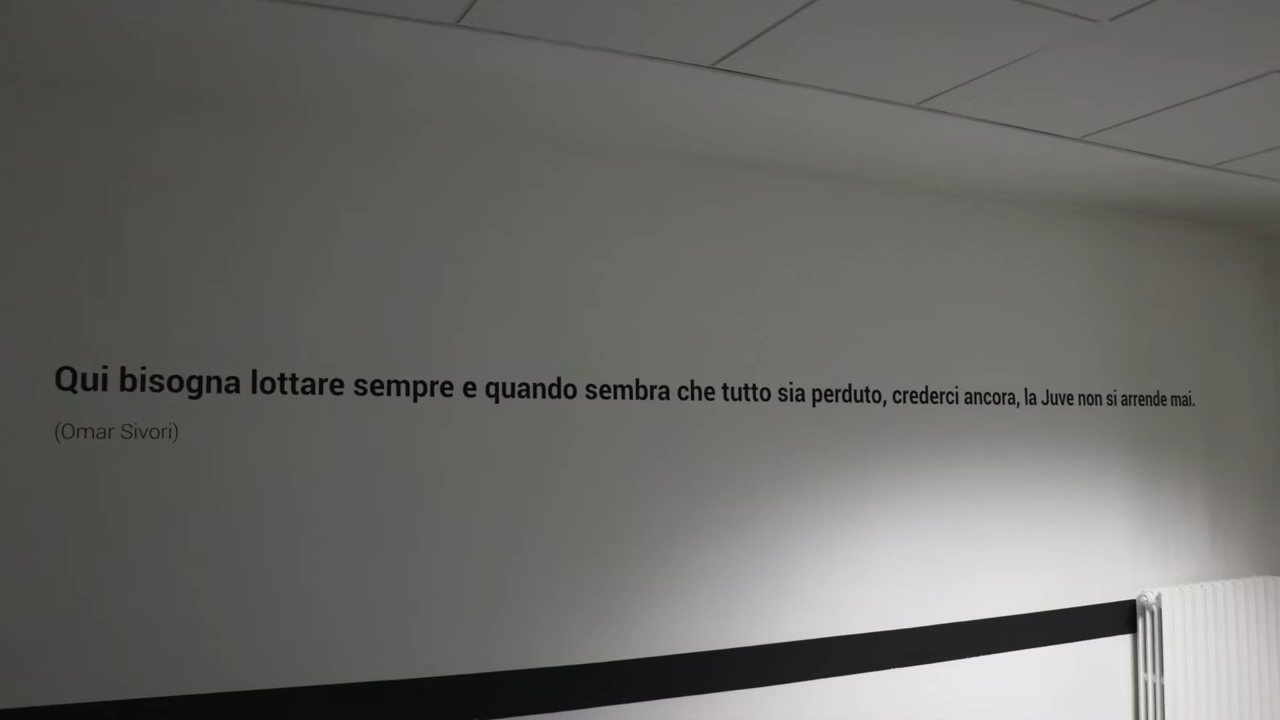 Qui bisogna lottare sempre e quando sembra che tutto sia perduto, crederci ancora, la Juve non si arrende mai.
(Omar Sivori)